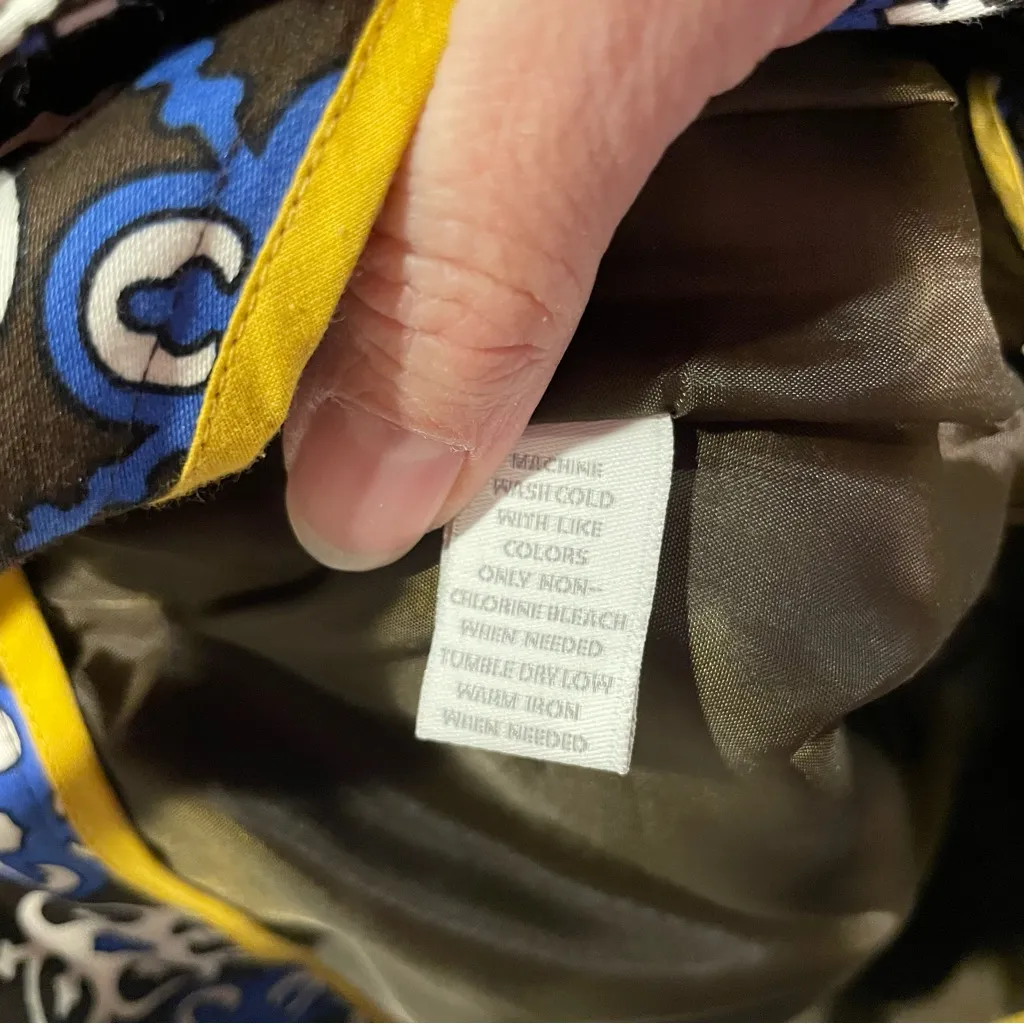 MACHINE
WASH COLD
WITH LIKE
COLORS
ONLY NON-
CHLORINE BLEACH
WHEN NEEDED
TUMBLE DRY LOW
WARM IRON
WHEN NEEDED